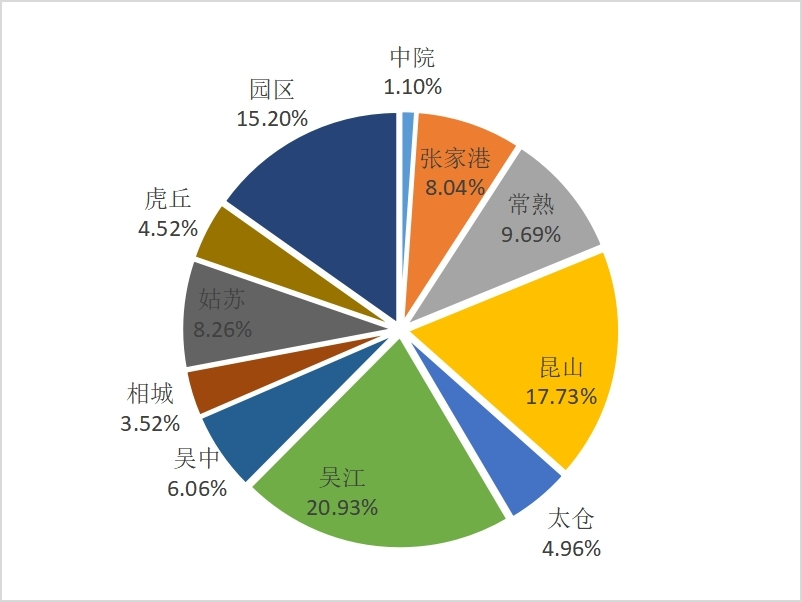 中院
1.10%
张家港
8.04%
常熟
9.69%
昆山
17.73%
太仓
4.96%
吴江
20.93%
吴中
6.06%
相城
3.52%
姑苏
8.26%
虎丘
4.52%
园区
15.20%